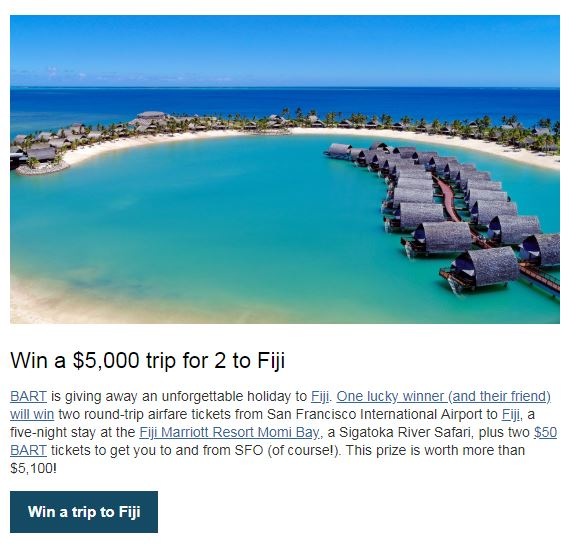 Win a $5,000 trip for 2 to Fiji
BART is giving away an unforgettable holiday to Fiji. One lucky winner (and their friend)
will win two round-trip airfare tickets from San Francisco International Airport to Fiji, a
five-night stay at the Fiji Marriott Resort Momi Bay, a Sigatoka River Safari, plus two $50
BART tickets to get you to and from SFO (of course!). This prize is worth more than
$5,100!
Win a trip to Fiji